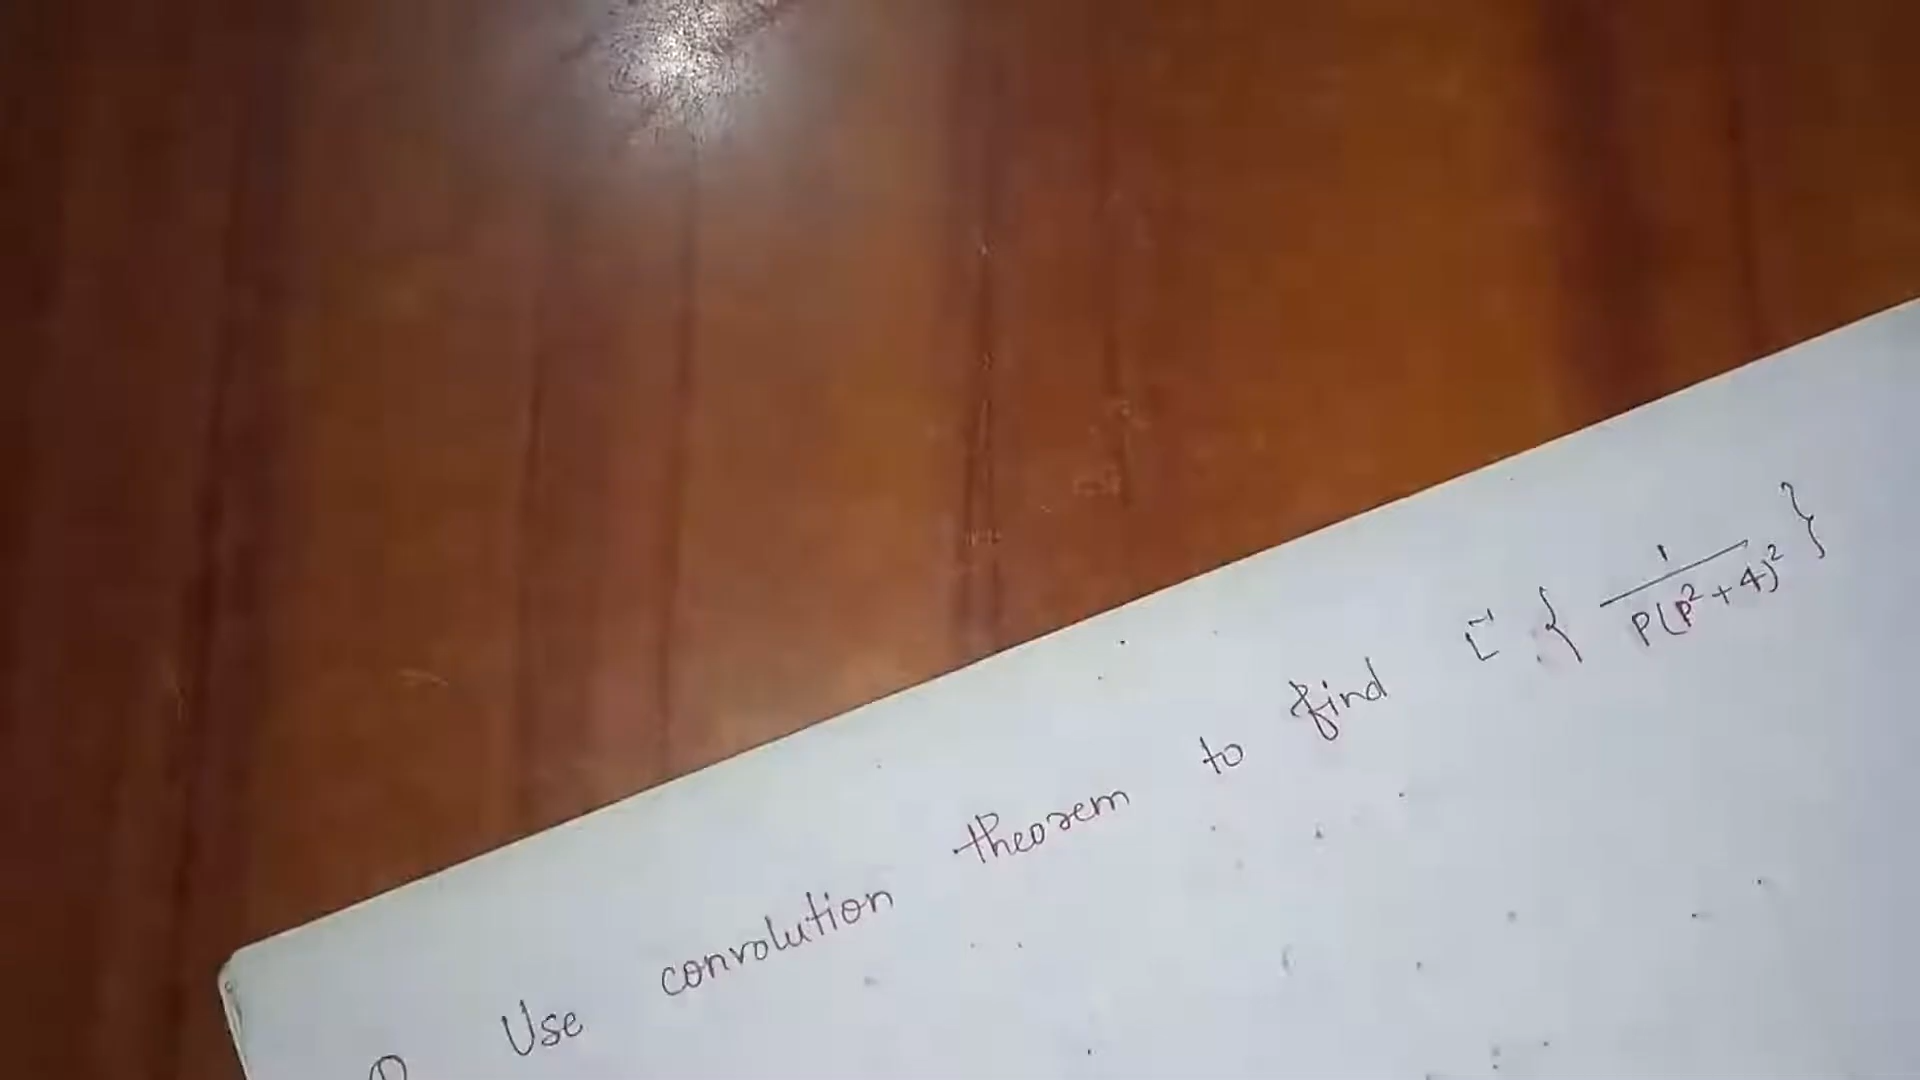 Use convolution theorem to find L⁻¹ { 1 / P(P²+4)² }